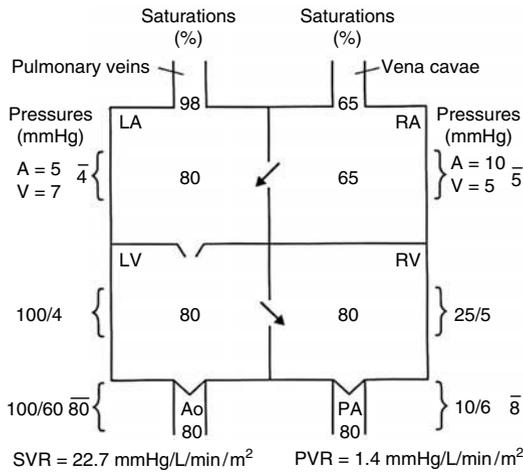 Saturations Saturations
(%) (%)
Pulmonary veins Vena cavae
98 65
Pressures LA RA Pressures
(mmHg) (mmHg)
A = 5 4̅ 80 65 A = 10 5̅
V = 7 V = 5
LV RV
100/4 80 80 25/5
100/60 8̅0̅ Ao PA 10/6 8̅
80 80
SVR = 22.7 mmHg/L/min/m² PVR = 1.4 mmHg/L/min/m²